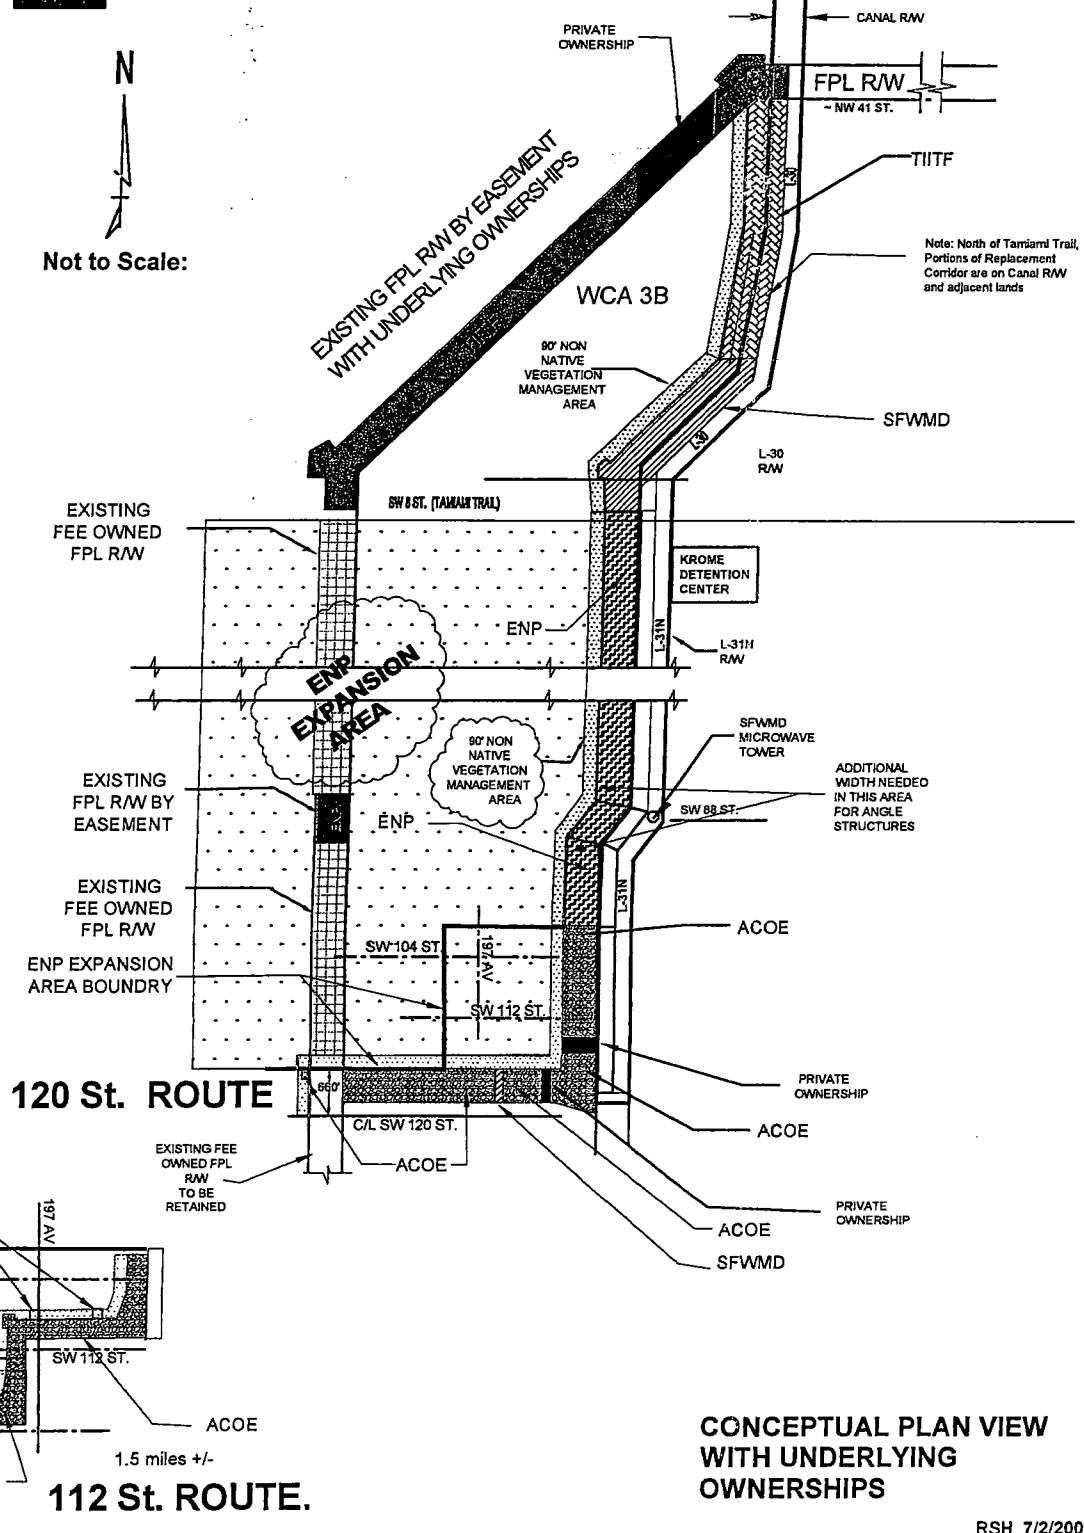 CANAL R/W
PRIVATE
OWNERSHIP
N
FPL R/W
~ NW 41 ST.
TIITF
L-30
EXISTING FPL R/W BY EASEMENT
WITH UNDERLYING OWNERSHIPS
Not to Scale:
Note: North of Tamiami Trail,
Portions of Replacement
Corridor are on Canal R/W
and adjacent lands
WCA 3B
90' NON
NATIVE
VEGETATION
MANAGEMENT
AREA
SFWMD
L-30
L-30
R/W
SW 8 ST. (TAMIAMI TRAIL)
EXISTING
FEE OWNED
FPL R/W
KROME
DETENTION
CENTER
ENP
L-31N
L-31N
R/W
ENP
EXPANSION
AREA
90' NON
NATIVE
VEGETATION
MANAGEMENT
AREA
SFWMD
MICROWAVE
TOWER
ADDITIONAL
WIDTH NEEDED
IN THIS AREA
FOR ANGLE
STRUCTURES
EXISTING
FPL R/W BY
EASEMENT
ENP
ENP
SW 88 ST.
EXISTING
FEE OWNED
FPL R/W
L-31N
ACOE
SW 104 ST.
197 AV
ENP EXPANSION
AREA BOUNDRY
SW 112 ST.
120 St. ROUTE
660'
PRIVATE
OWNERSHIP
C/L SW 120 ST.
ACOE
EXISTING FEE
OWNED FPL
R/W
TO BE
RETAINED
ACOE
PRIVATE
OWNERSHIP
ACOE
SFWMD
197 AV
SW 112 ST.
ACOE
1.5 miles +/-
112 St. ROUTE.
CONCEPTUAL PLAN VIEW
WITH UNDERLYING
OWNERSHIPS
RSH 7/2/200